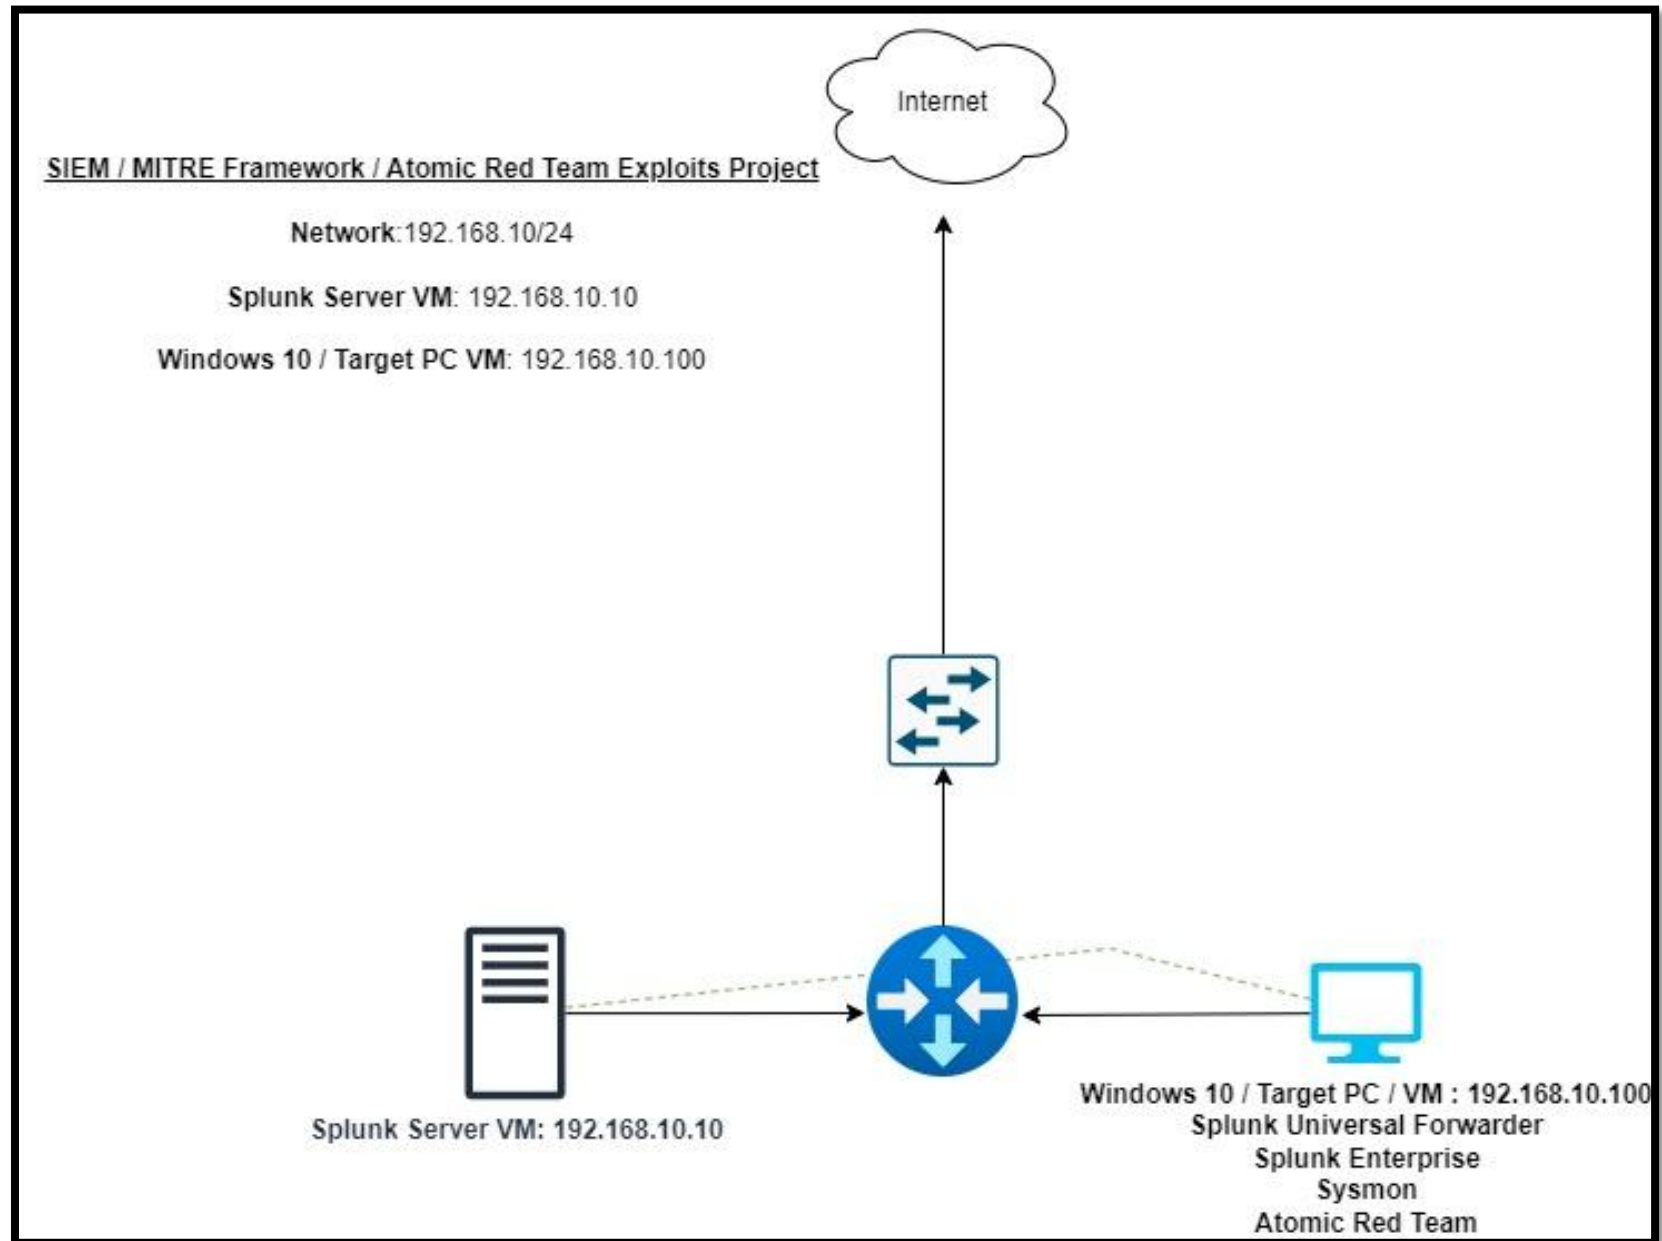 Internet
SIEM / MITRE Framework / Atomic Red Team Exploits Project
Network:192.168.10/24
Splunk Server VM: 192.168.10.10
Windows 10 / Target PC VM: 192.168.10.100
Splunk Server VM: 192.168.10.10
Windows 10 / Target PC / VM : 192.168.10.100
Splunk Universal Forwarder
Splunk Enterprise
Sysmon
Atomic Red Team